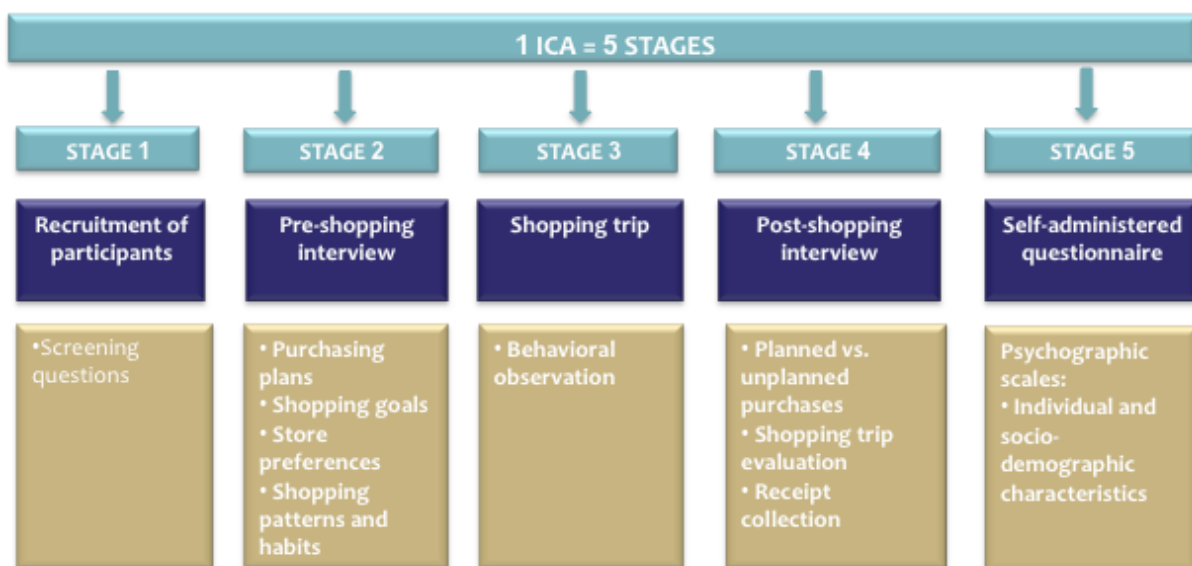 1 ICA = 5 STAGES
STAGE 1
STAGE 2
STAGE 3
STAGE 4
STAGE 5
Recruitment of
participants
Pre-shopping
interview
Shopping trip
Post-shopping
interview
Self-administered
questionnaire
•Screening
questions
• Purchasing
plans
• Shopping goals
• Store
preferences
• Shopping
patterns and
habits
• Behavioral
observation
• Planned vs.
unplanned
purchases
• Shopping trip
evaluation
• Receipt
collection
Psychographic
scales:
• Individual and
socio-
demographic
characteristics